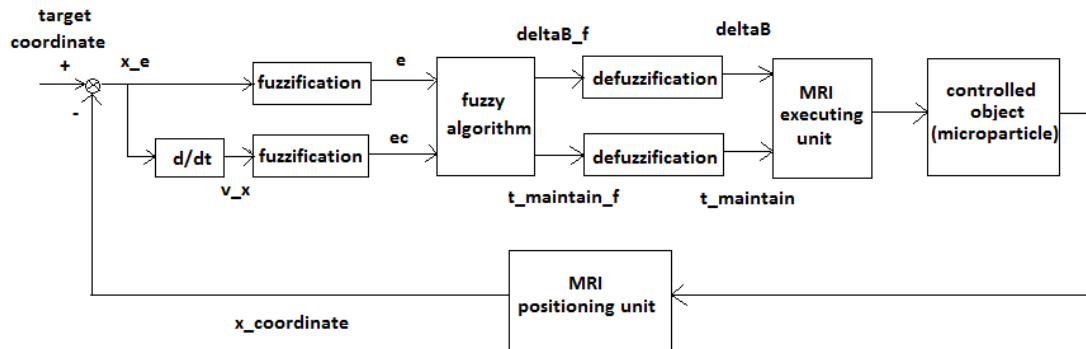 target
coordinate
+
-
x_e
d/dt
v_x
fuzzification
fuzzification
e
ec
fuzzy
algorithm
deltaB_f
t_maintain_f
defuzzification
defuzzification
deltaB
t_maintain
MRI
executing
unit
controlled
object
(microparticle)
MRI
positioning unit
x_coordinate